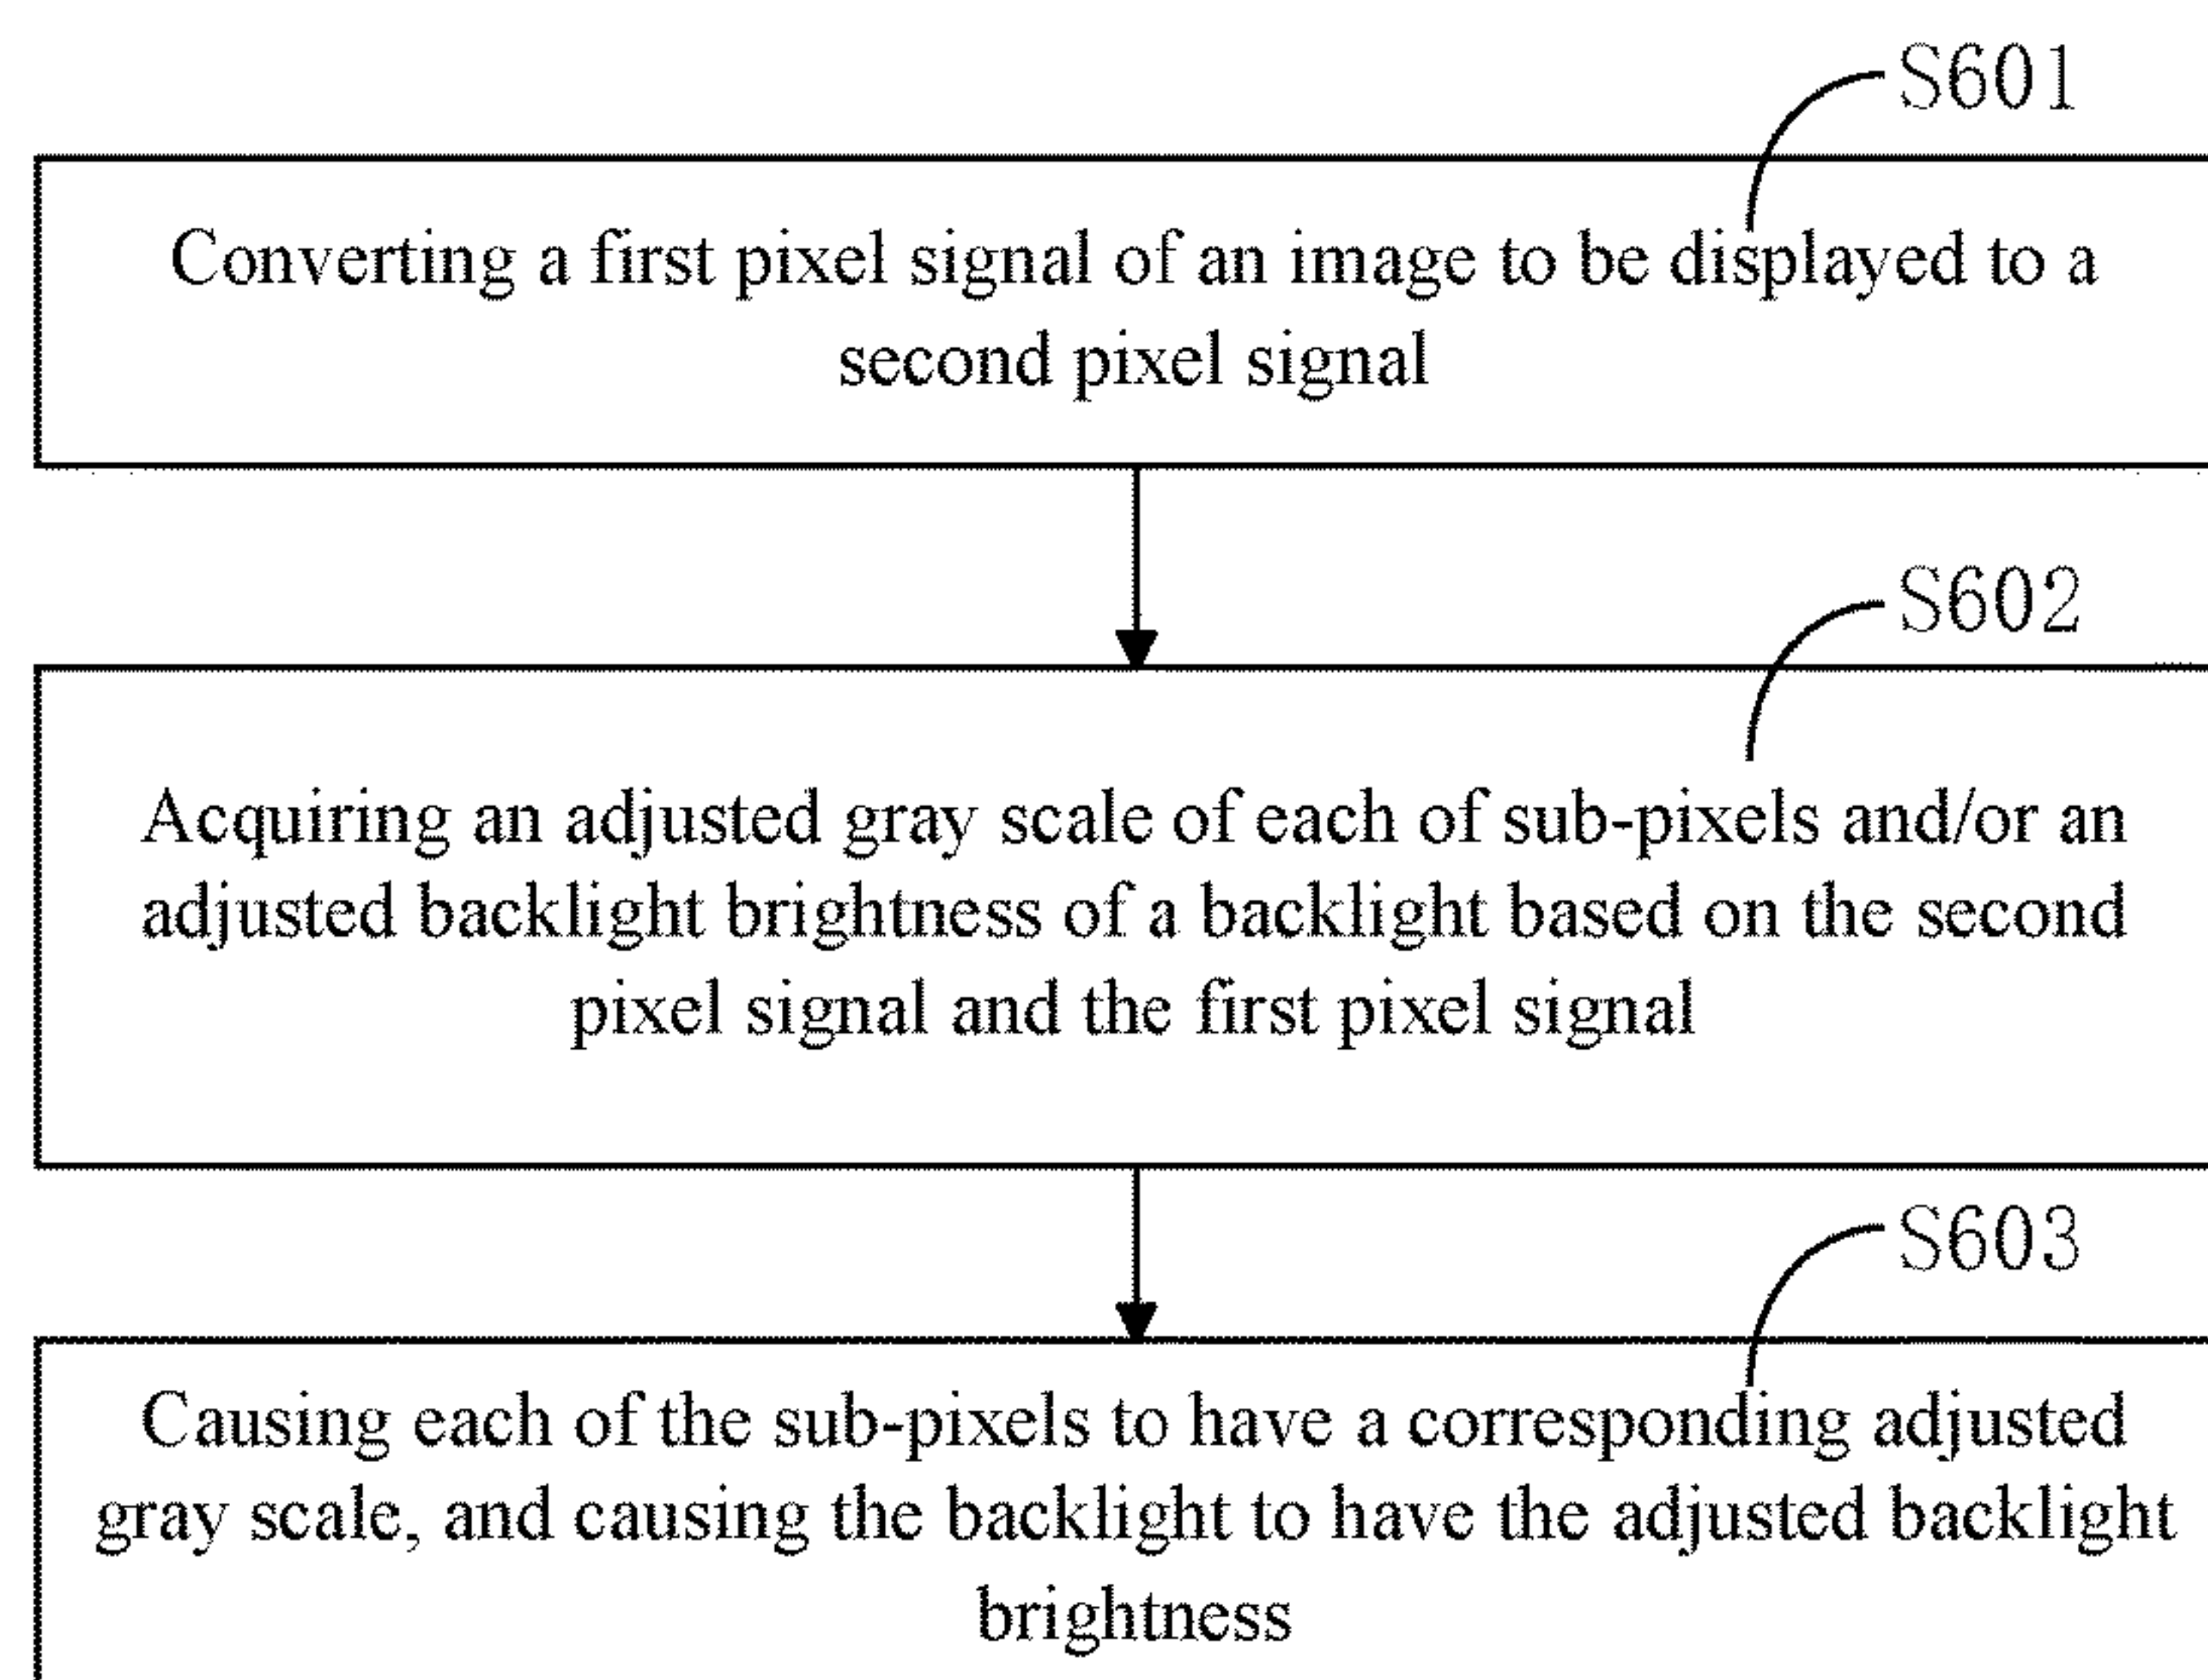 S601
Converting a first pixel signal of an image to be displayed to a
second pixel signal
S602
Acquiring an adjusted gray scale of each of sub-pixels and/or an
adjusted backlight brightness of a backlight based on the second
pixel signal and the first pixel signal
S603
Causing each of the sub-pixels to have a corresponding adjusted
gray scale, and causing the backlight to have the adjusted backlight
brightness